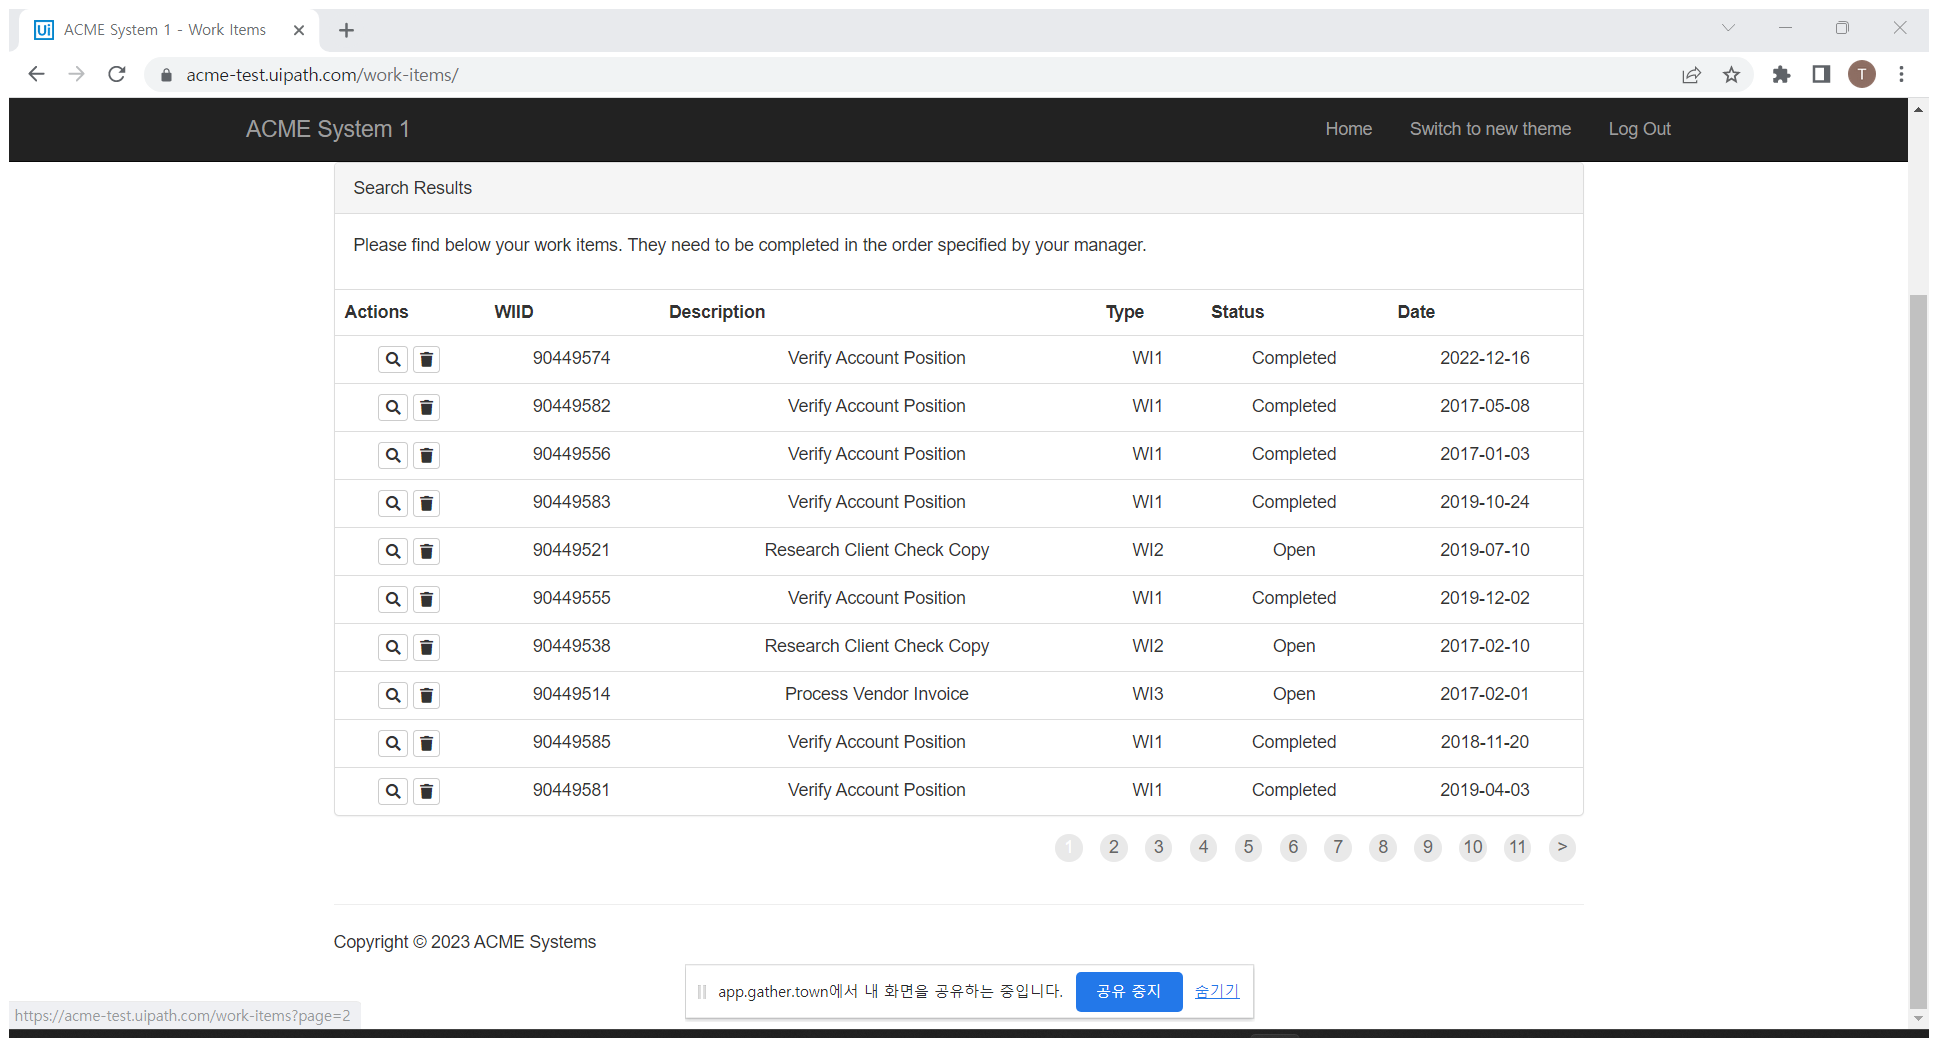 ACME System 1 - Work Items
acme-test.uipath.com/work-items/
T
ACME System 1 Home Switch to new theme Log Out
Search Results
Please find below your work items. They need to be completed in the order specified by your manager.
Actions WIID Description Type Status Date
90449574 Verify Account Position WI1 Completed 2022-12-16
90449582 Verify Account Position WI1 Completed 2017-05-08
90449556 Verify Account Position WI1 Completed 2017-01-03
90449583 Verify Account Position WI1 Completed 2019-10-24
90449521 Research Client Check Copy WI2 Open 2019-07-10
90449555 Verify Account Position WI1 Completed 2019-12-02
90449538 Research Client Check Copy WI2 Open 2017-02-10
90449514 Process Vendor Invoice WI3 Open 2017-02-01
90449585 Verify Account Position WI1 Completed 2018-11-20
90449581 Verify Account Position WI1 Completed 2019-04-03
1 2 3 4 5 6 7 8 9 10 11 >
Copyright © 2023 ACME Systems
app.gather.town에서 내 화면을 공유하는 중입니다. 공유 중지 숨기기
https://acme-test.uipath.com/work-items?page=2